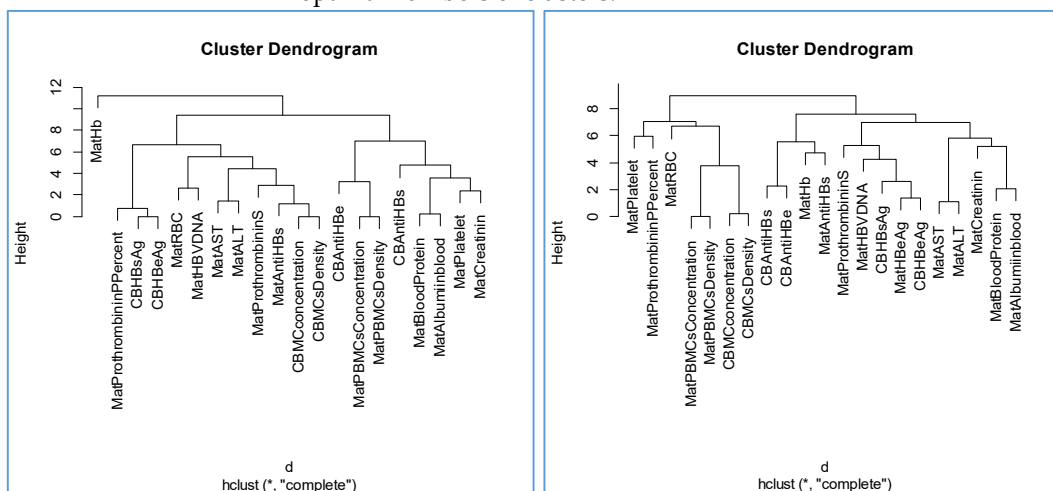 Cluster Dendrogram
Height
0 2 4 6 8 12
MatHb
MatProthrombininPPercent
CBHBsAg
CBHBeAg
MatRBC
MatHBVDNA
MatAST
MatALT
MatProthrombininS
MatAntiHBs
CBMCconcentration
CBMCsDensity
CBAntiHBe
MatPBMCsConcentration
MatPBMCsDensity
CBAntiHBs
MatBloodProtein
MatAlbumiinblood
MatPlatelet
MatCreatinin
d
hclust (*, "complete")
Cluster Dendrogram
Height
0 2 4 6 8
MatPlatelet
MatProthrombininPPercent
MatRBC
MatPBMCsConcentration
MatPBMCsDensity
CBMCconcentration
CBMCsDensity
CBAntiHBs
CBAntiHBe
MatHb
MatAntiHBs
MatProthrombininS
MatHBVDNA
CBHBsAg
MatHBeAg
CBHBeAg
MatAST
MatALT
MatCreatinin
MatBloodProtein
MatAlbumiinblood
d
hclust (*, "complete")